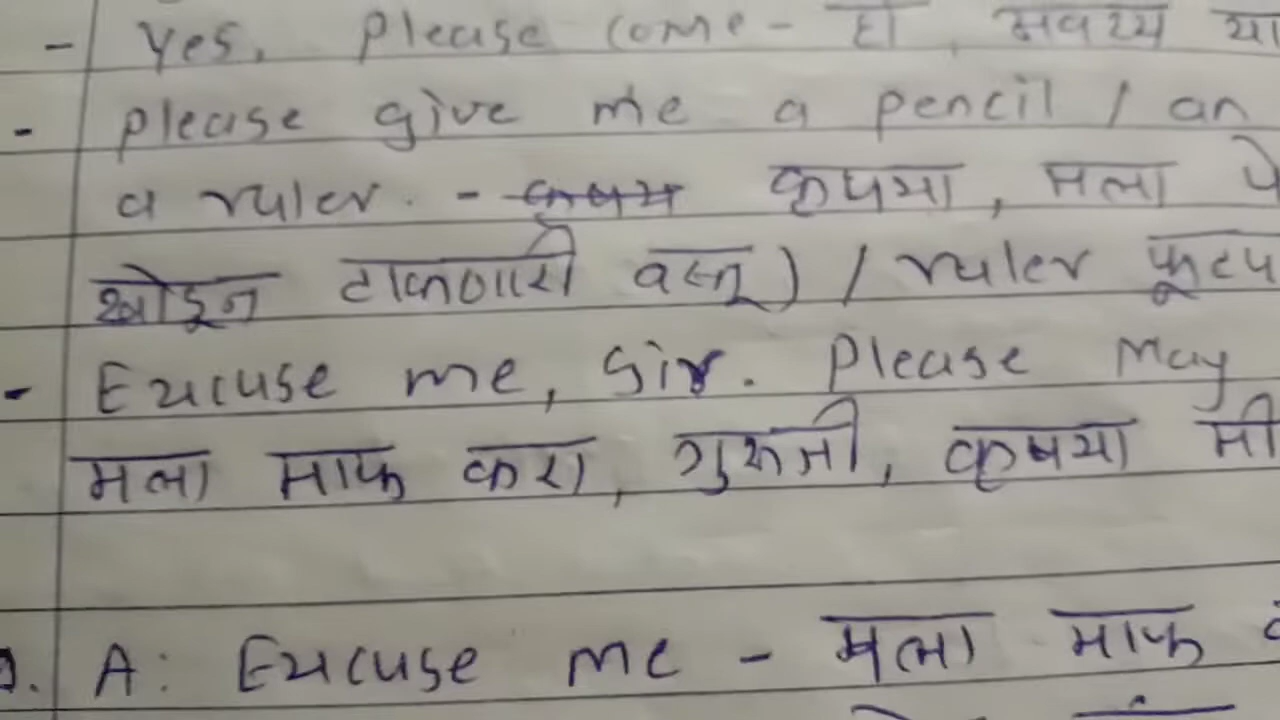 - Yes, please come - हो, अवश्य या
- please give me a pencil / an
a ruler. - कृपया, मला पे
खोडून टाकणारी वस्तू) / ruler फूटप
- Excuse me, Sir. Please May
मला माफ करा, गुरुजी, कृपया मी
A: Excuse me - मला माफ